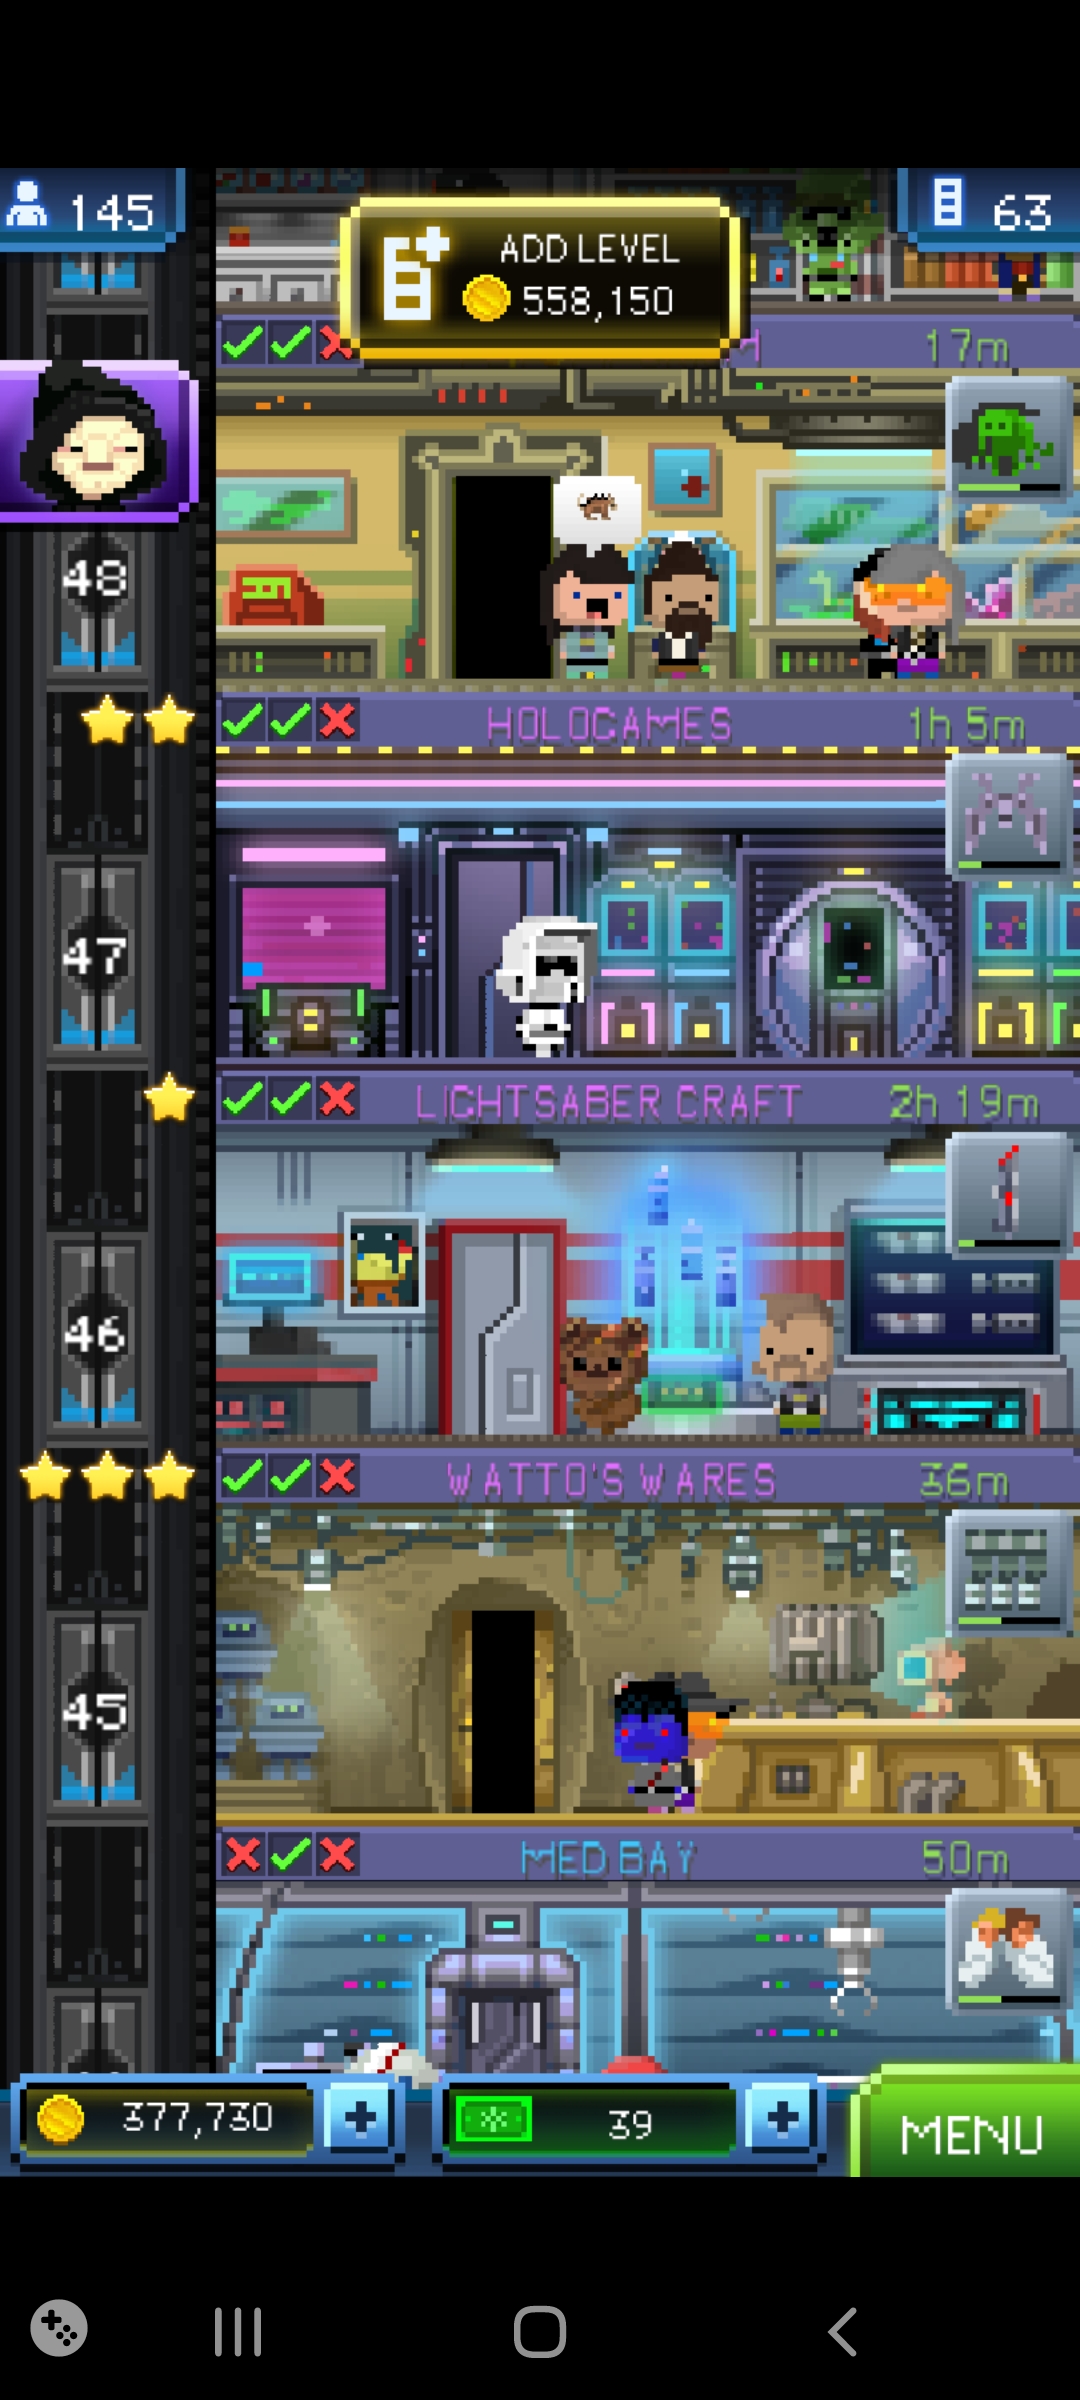 145
63
ADD LEVEL
558,150
17m
48
HOLOGAMES
1h 5m
47
LIGHTSABER CRAFT
2h 19m
46
WATTO'S WARES
36m
45
MED BAY
50m
377,730
39
MENU